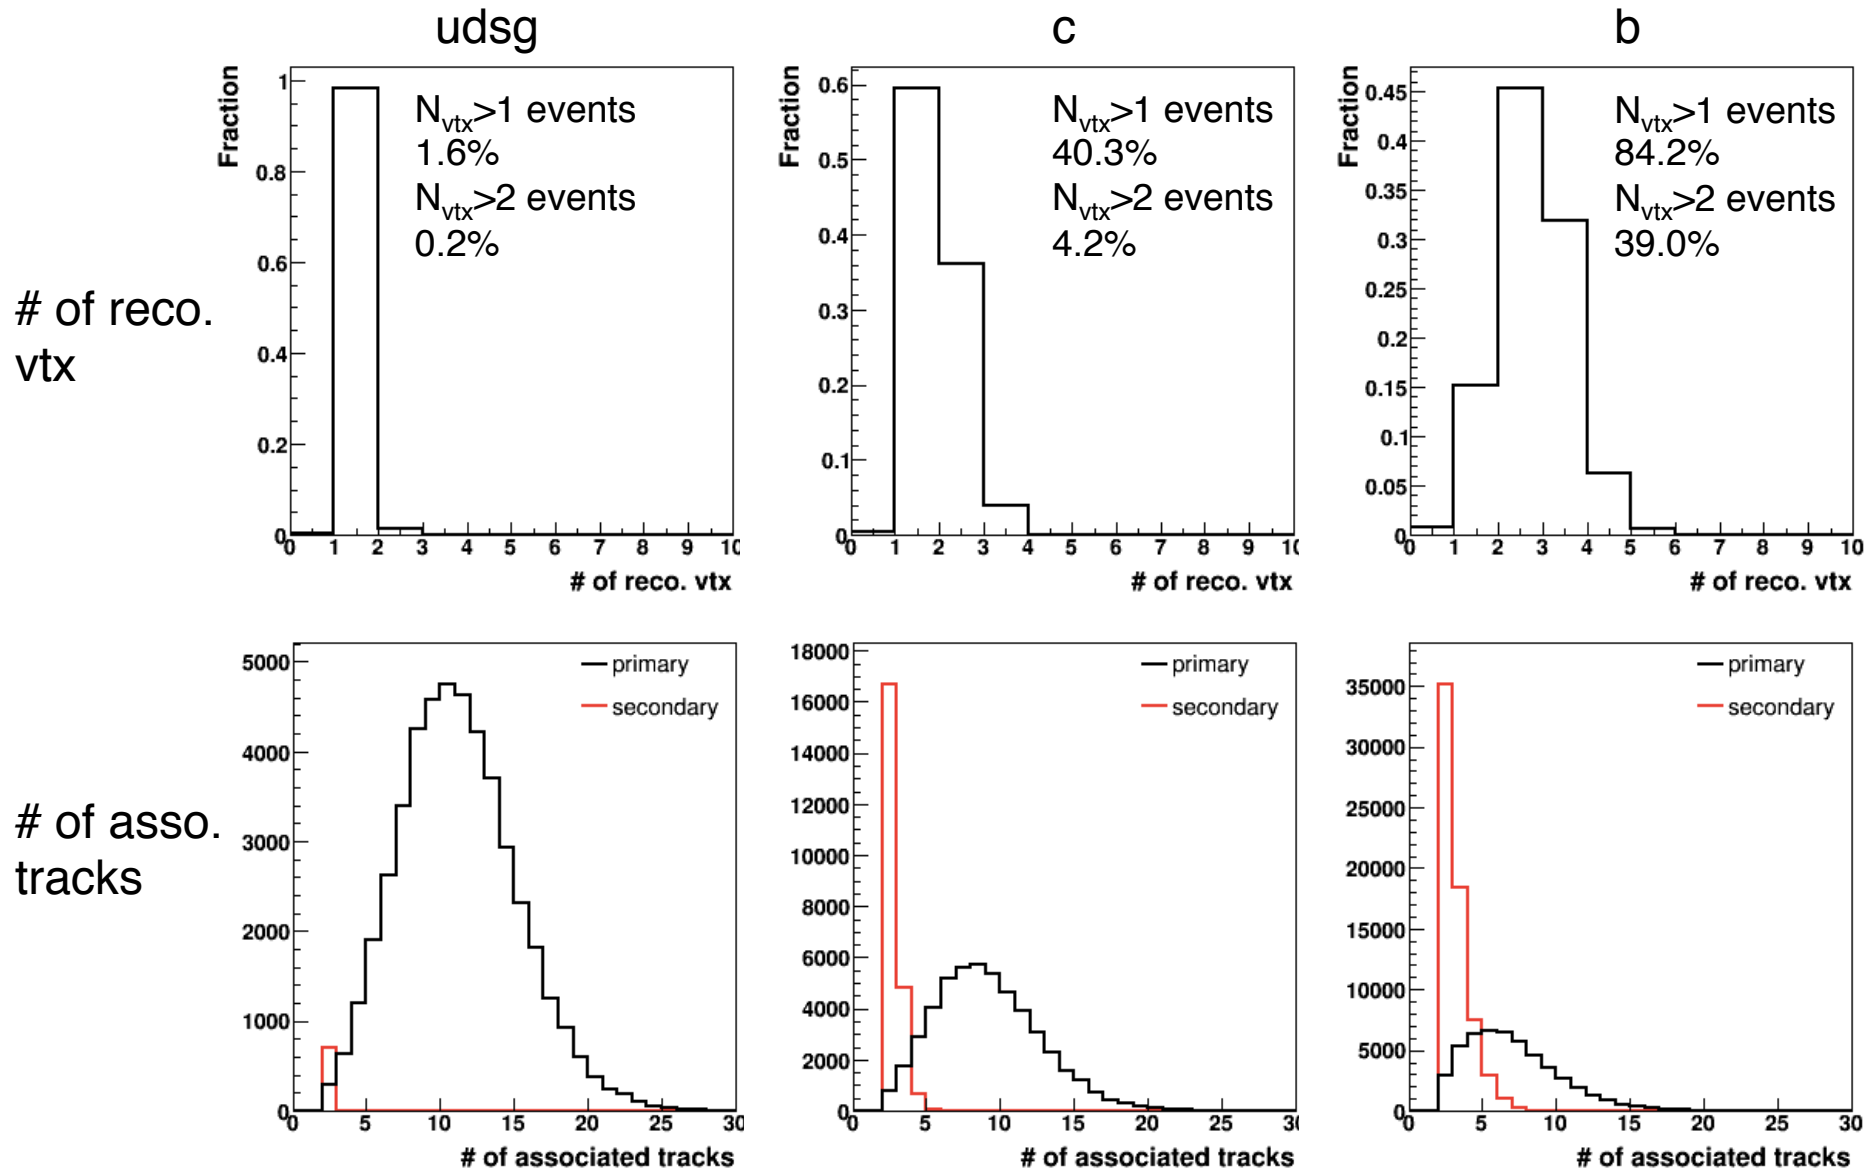 udsg
c
b
# of reco.
vtx
Fraction
1
0.8
0.6
0.4
0.2
0
N_vtx>1 events
1.6%
N_vtx>2 events
0.2%
0 1 2 3 4 5 6 7 8 9 10
# of reco. vtx
Fraction
0.6
0.5
0.4
0.3
0.2
0.1
0
N_vtx>1 events
40.3%
N_vtx>2 events
4.2%
0 1 2 3 4 5 6 7 8 9 10
# of reco. vtx
Fraction
0.45
0.4
0.35
0.3
0.25
0.2
0.15
0.1
0.05
0
N_vtx>1 events
84.2%
N_vtx>2 events
39.0%
0 1 2 3 4 5 6 7 8 9 10
# of reco. vtx
# of asso.
tracks
5000
4000
3000
2000
1000
0
primary
secondary
0 5 10 15 20 25 30
# of associated tracks
18000
16000
14000
12000
10000
8000
6000
4000
2000
0
primary
secondary
0 5 10 15 20 25 30
# of associated tracks
35000
30000
25000
20000
15000
10000
5000
0
primary
secondary
0 5 10 15 20 25 30
# of associated tracks